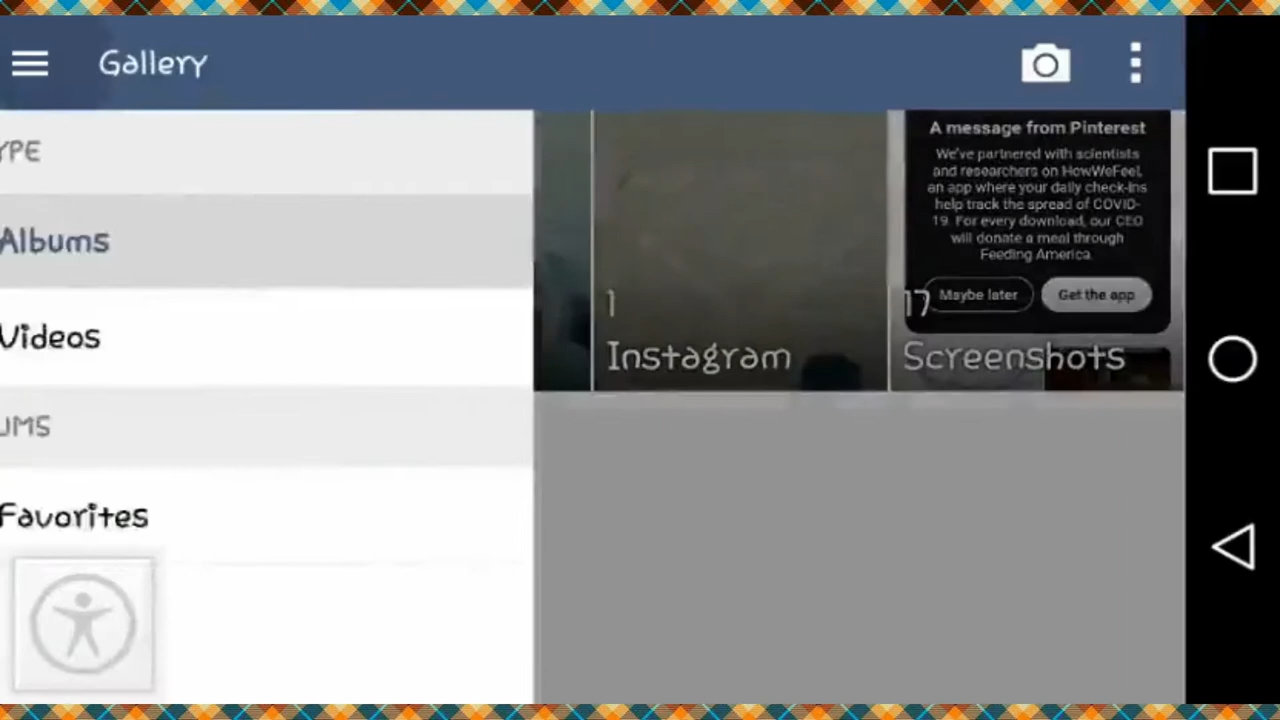 Gallery
YPE
Albums
Videos
UMS
Favorites
1
Instagram
A message from Pinterest
We've partnered with scientists
and researchers on HowWeFeel,
an app where your daily check-ins
help track the spread of COVID-
19. For every download, our CEO
will donate a meal through
Feeding America.
Maybe later
Get the app
17
Screenshots